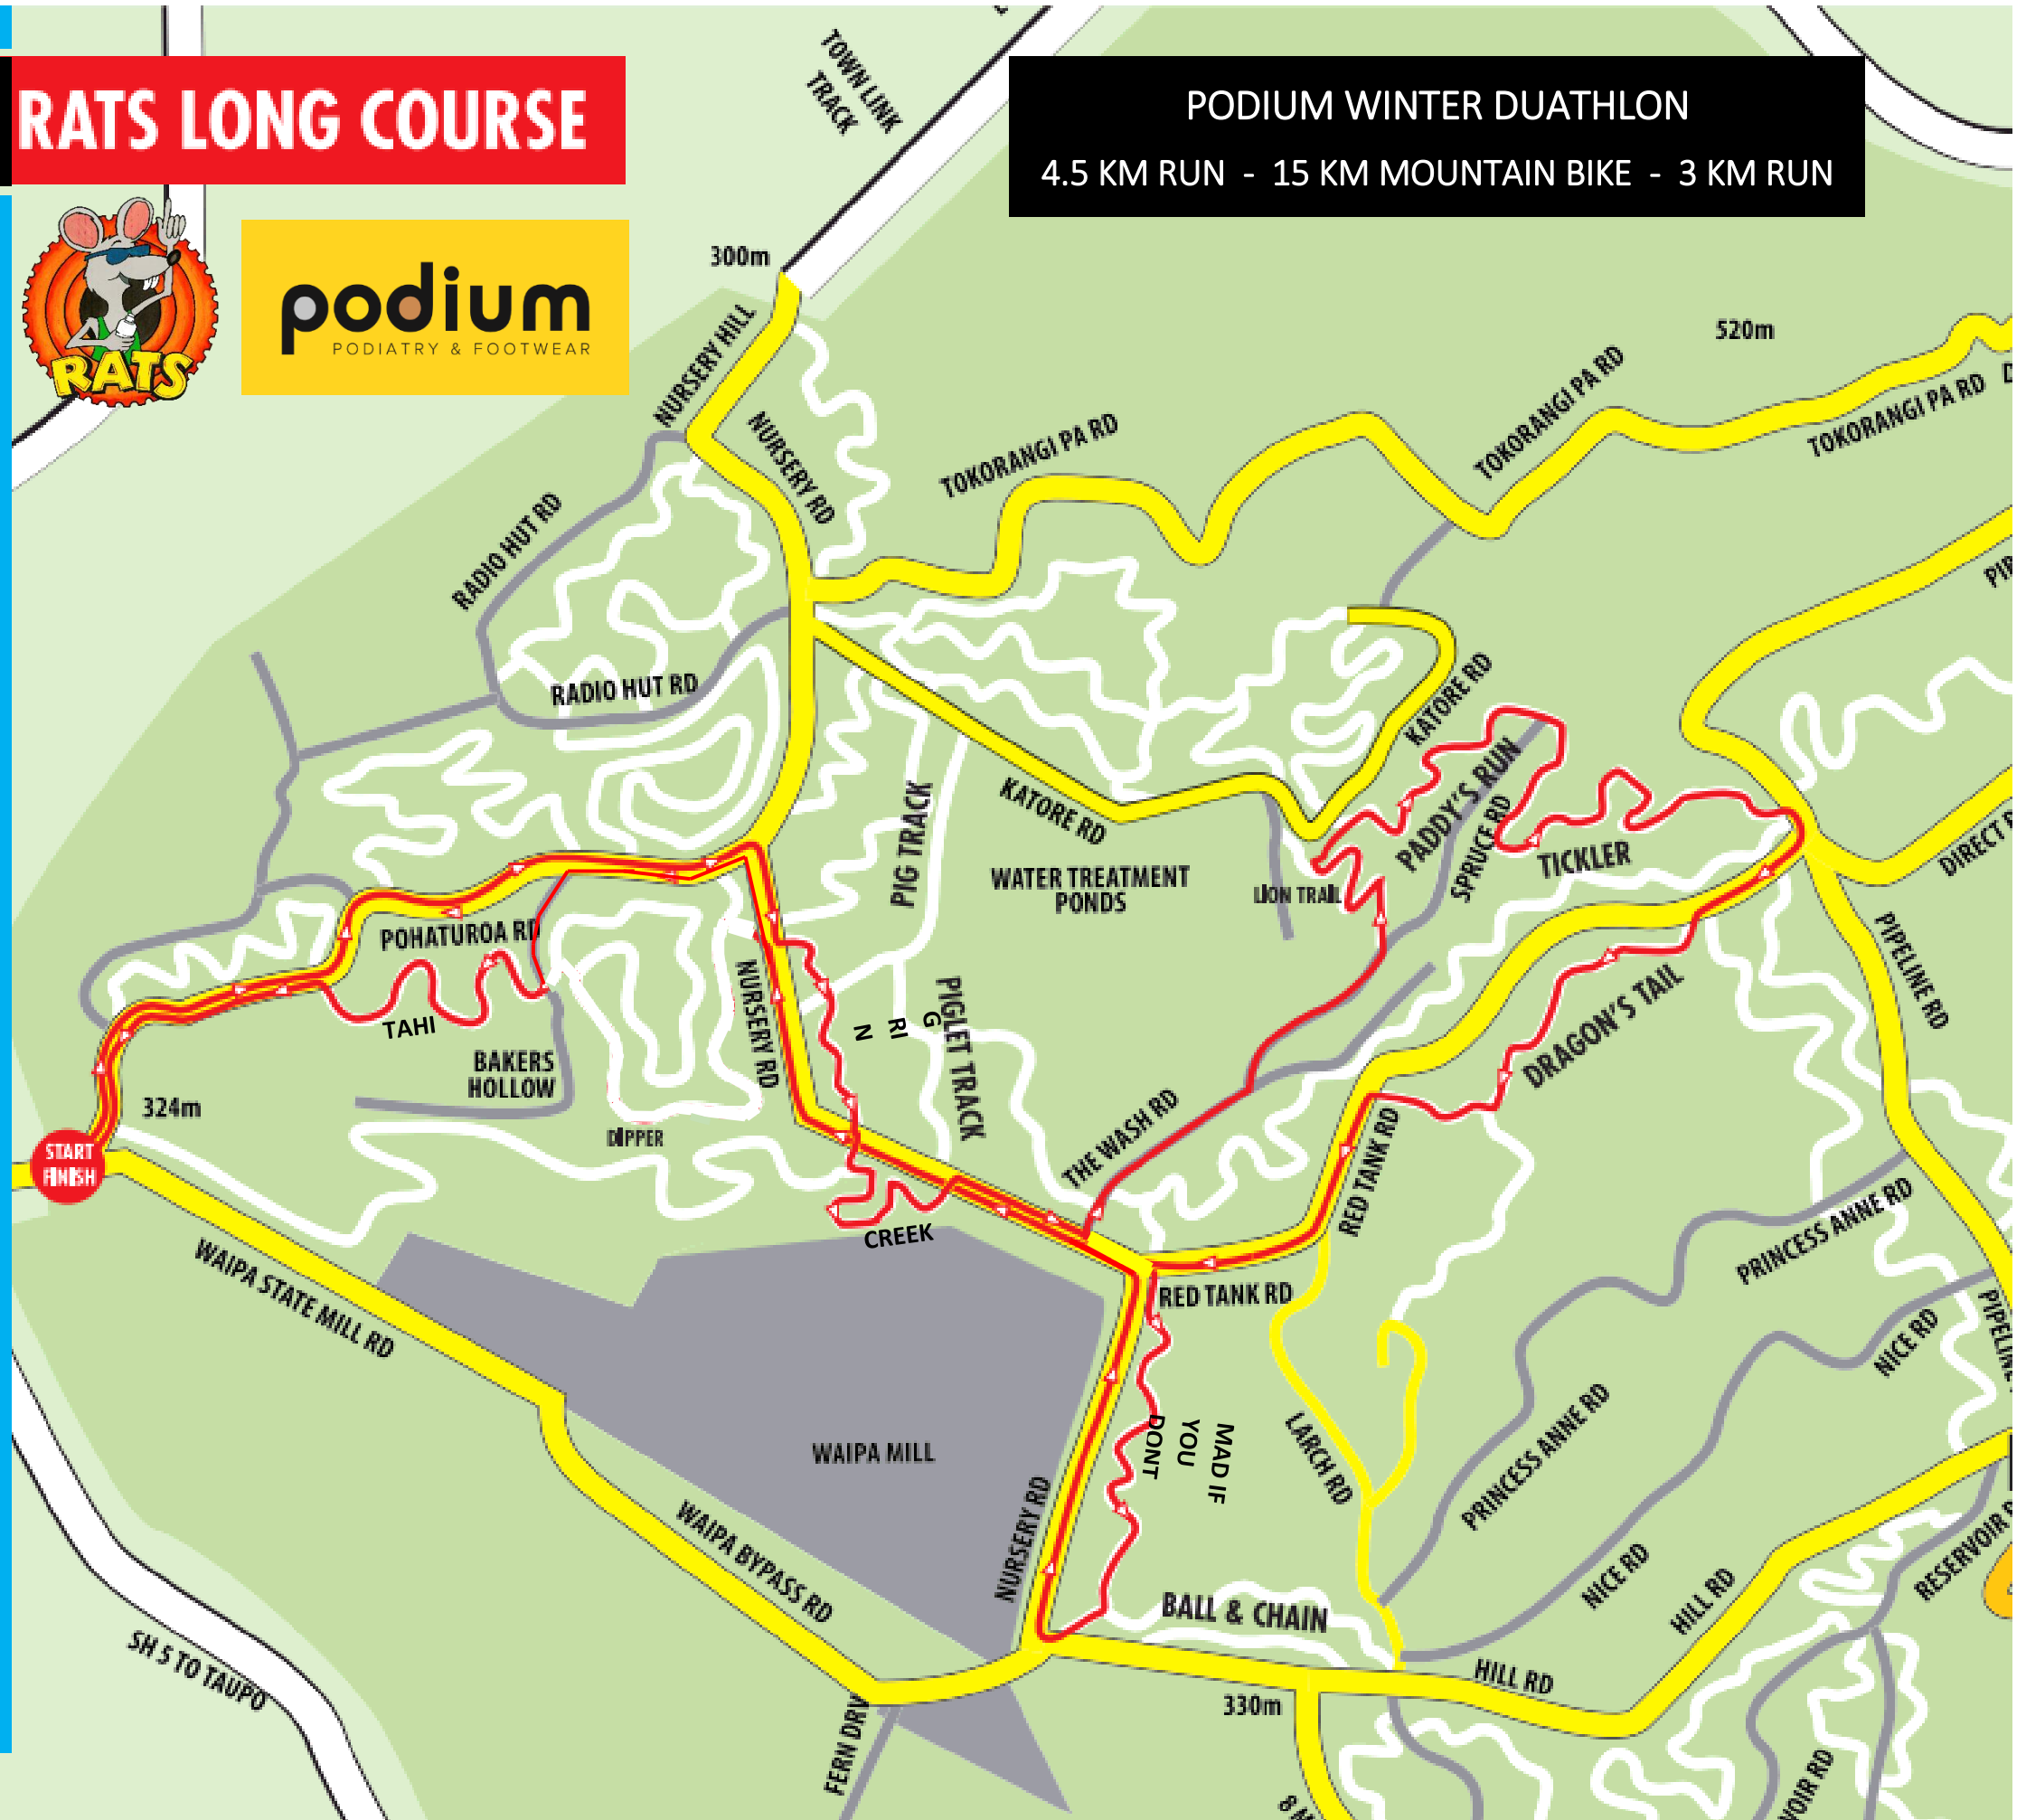 RATS LONG COURSE
TOWN LINK
TRACK
PODIUM WINTER DUATHLON
4.5 KM RUN - 15 KM MOUNTAIN BIKE - 3 KM RUN
RATS
podium
PODIATRY & FOOTWEAR
300m
520m
NURSERY HILL
NURSERY RD
TOKORANGI PA RD
TOKORANGI PA RD
TOKORANGI PA RD
RADIO HUT RD
RADIO HUT RD
KATORE RD
KATORE RD
PADDY'S RUN
SPRUCE RD
TICKLER
PIG TRACK
WATER TREATMENT
PONDS
LION TRAIL
DIRECT
POHATUROA RD
TAHI
NURSERY RD
N
RI
G
PIGLET TRACK
DRAGON'S TAIL
PIPELINE RD
BAKERS
HOLLOW
324m
START
FINISH
DIPPER
THE WASH RD
RED TANK RD
CREEK
RED TANK RD
PRINCESS ANNE RD
NICE RD
PIPELINE
WAIPA STATE MILL RD
WAIPA MILL
DONT
YOU
MAD IF
LARCH RD
PRINCESS ANNE RD
NURSERY RD
WAIPA BYPASS RD
BALL & CHAIN
NICE RD
HILL RD
RESERVOIR
HILL RD
330m
SH 5 TO TAUPO
FERN DRV
VOIR RD
8 M